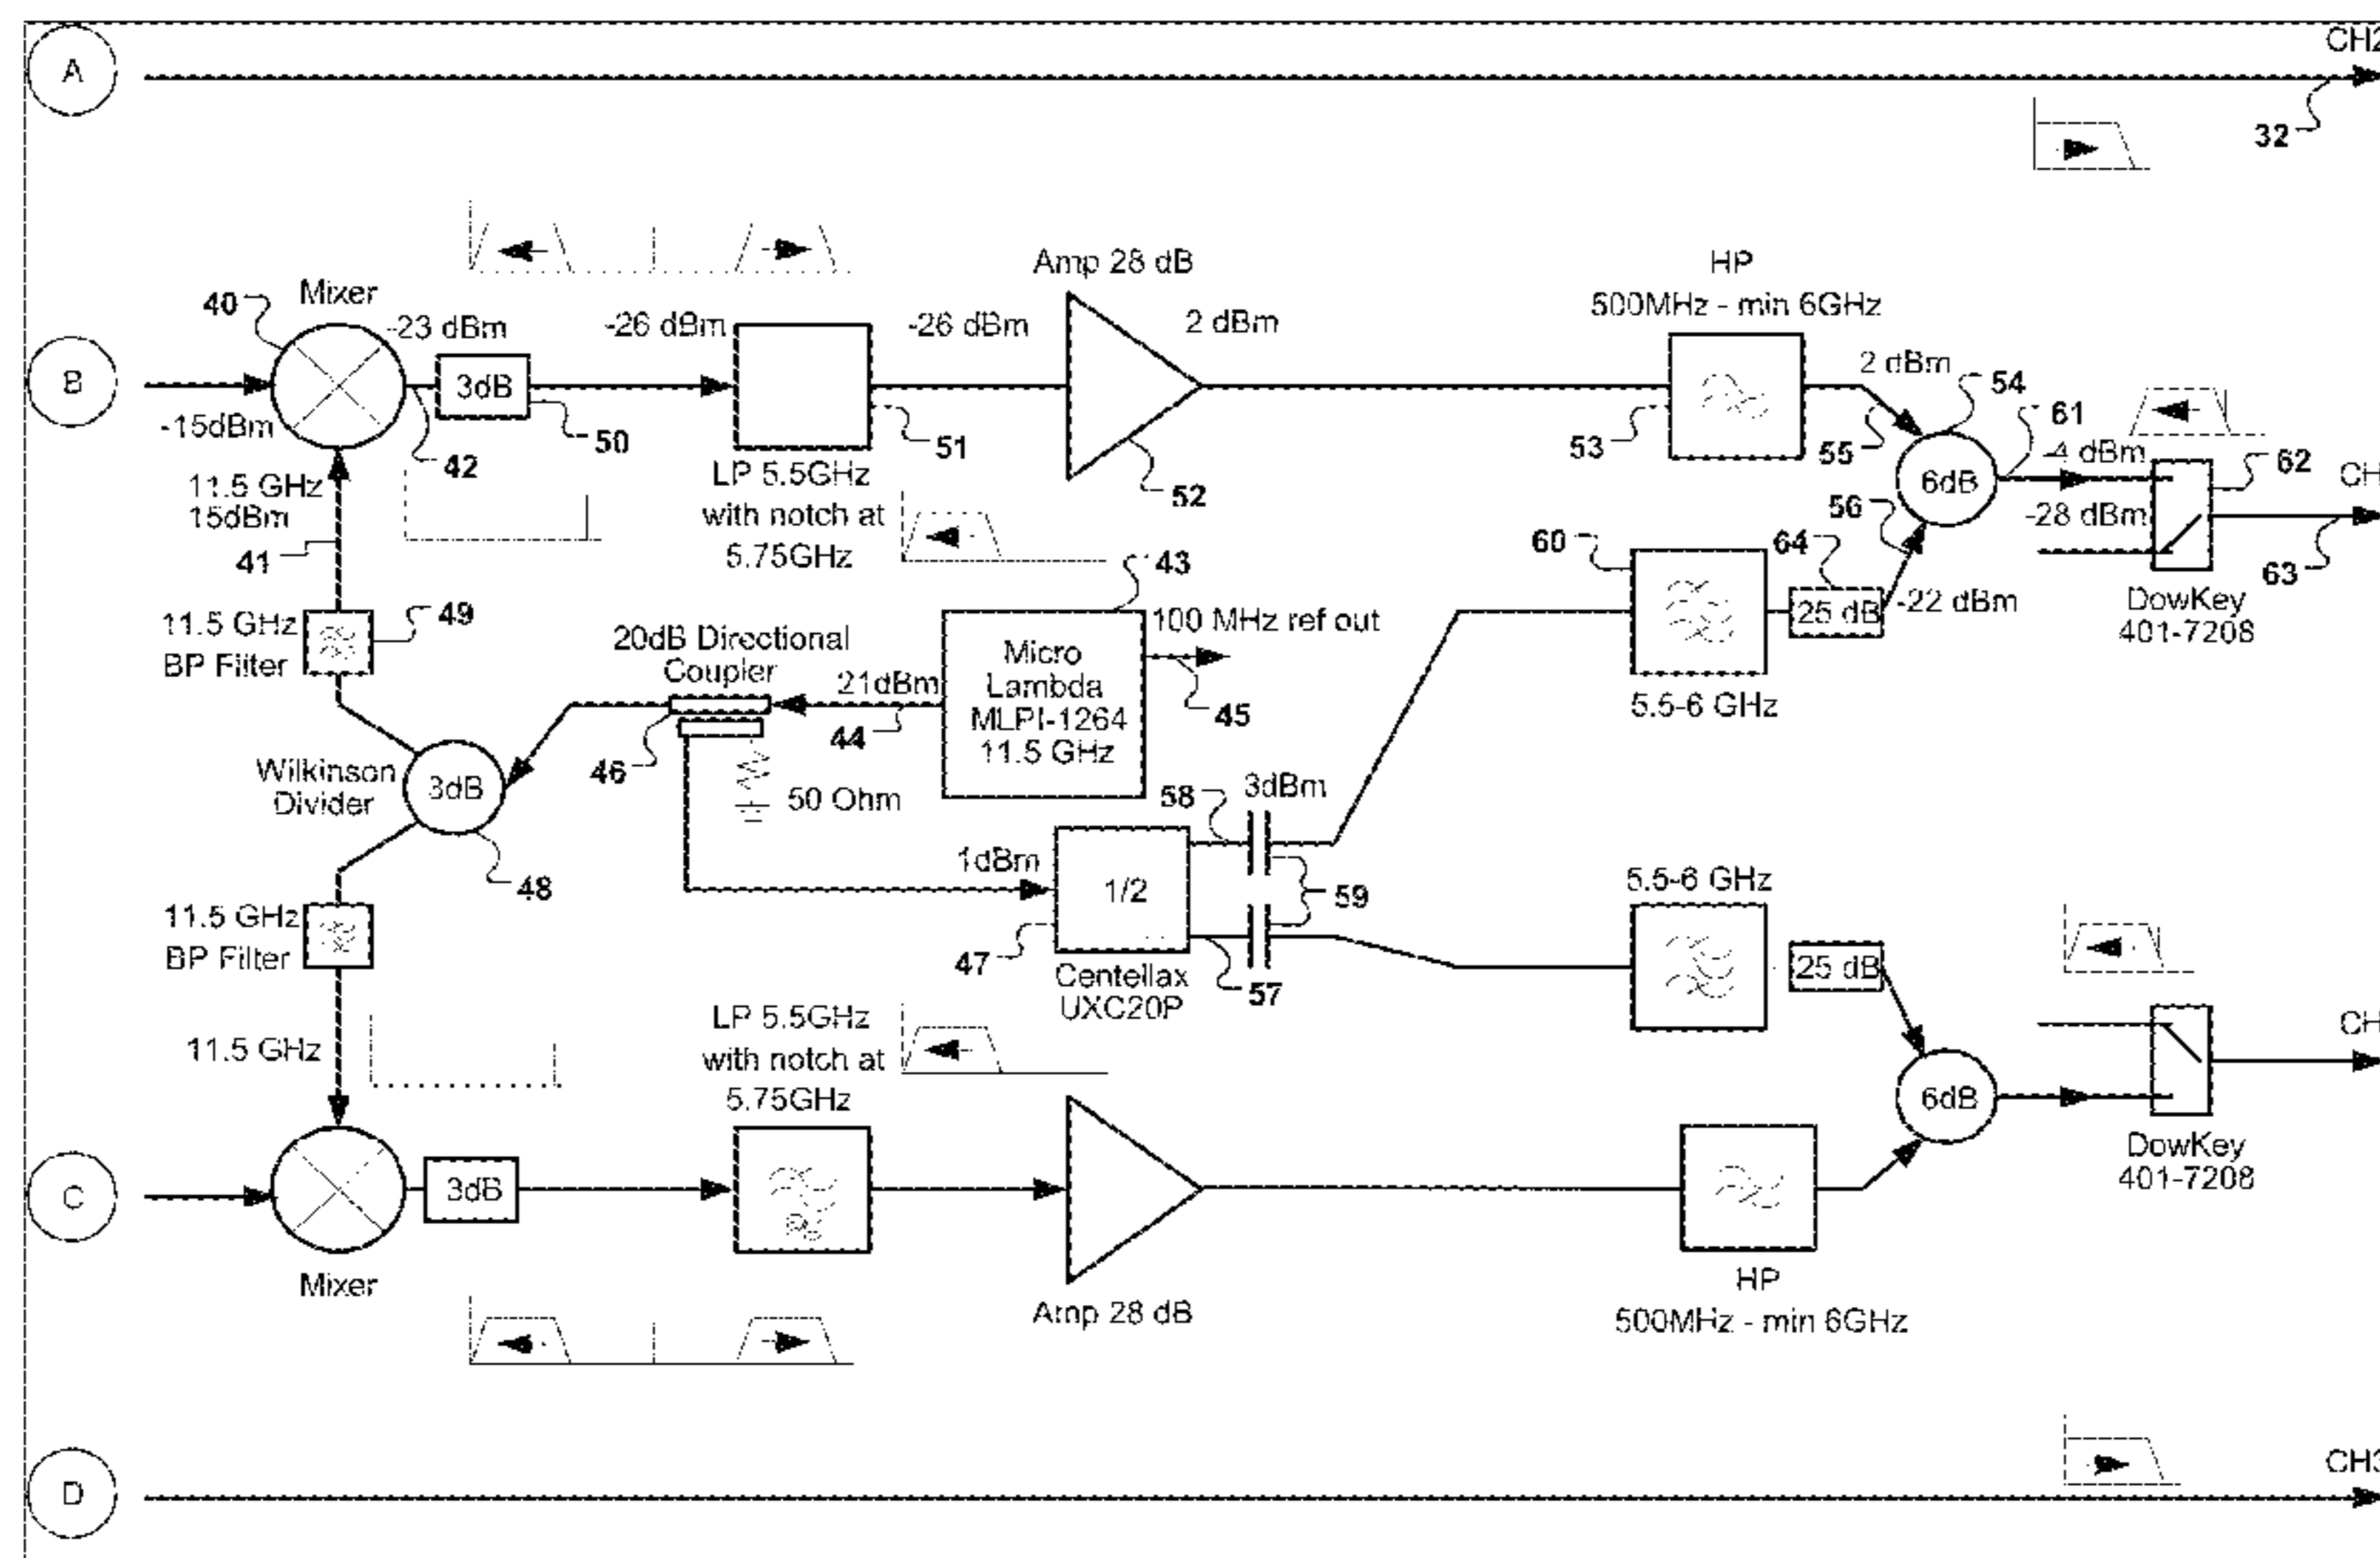 A
CH2
32
Amp 28 dB
HP
500MHz - min 6GHz
40
Mixer
-23 dBm
-26 dBm
-26 dBm
2 dBm
2 dBm
54
B
3dB
61
-15dBm
50
51
53
55
-4 dBm
62
42
LP 5.5GHz
with notch at
5.75GHz
52
6dB
CH
11.5 GHz
15dBm
56
-28 dBm
41
43
60
64
63
11.5 GHz
BP Filter
49
20dB Directional
Coupler
100 MHz ref out
25 dB
-22 dBm
DowKey
401-7208
21dBm
Micro
Lambda
MLPI-1264
11.5 GHz
5.5-6 GHz
44
45
46
Wilkinson
Divider
3dB
50 Ohm
58
3dBm
48
1dBm
1/2
59
5.5-6 GHz
11.5 GHz
BP Filter
47
Centellax
UXC20P
57
25 dB
LP 5.5GHz
with notch at
5.75GHz
CH
11.5 GHz
6dB
DowKey
401-7208
C
3dB
Mixer
Amp 28 dB
HP
500MHz - min 6GHz
D
CH3